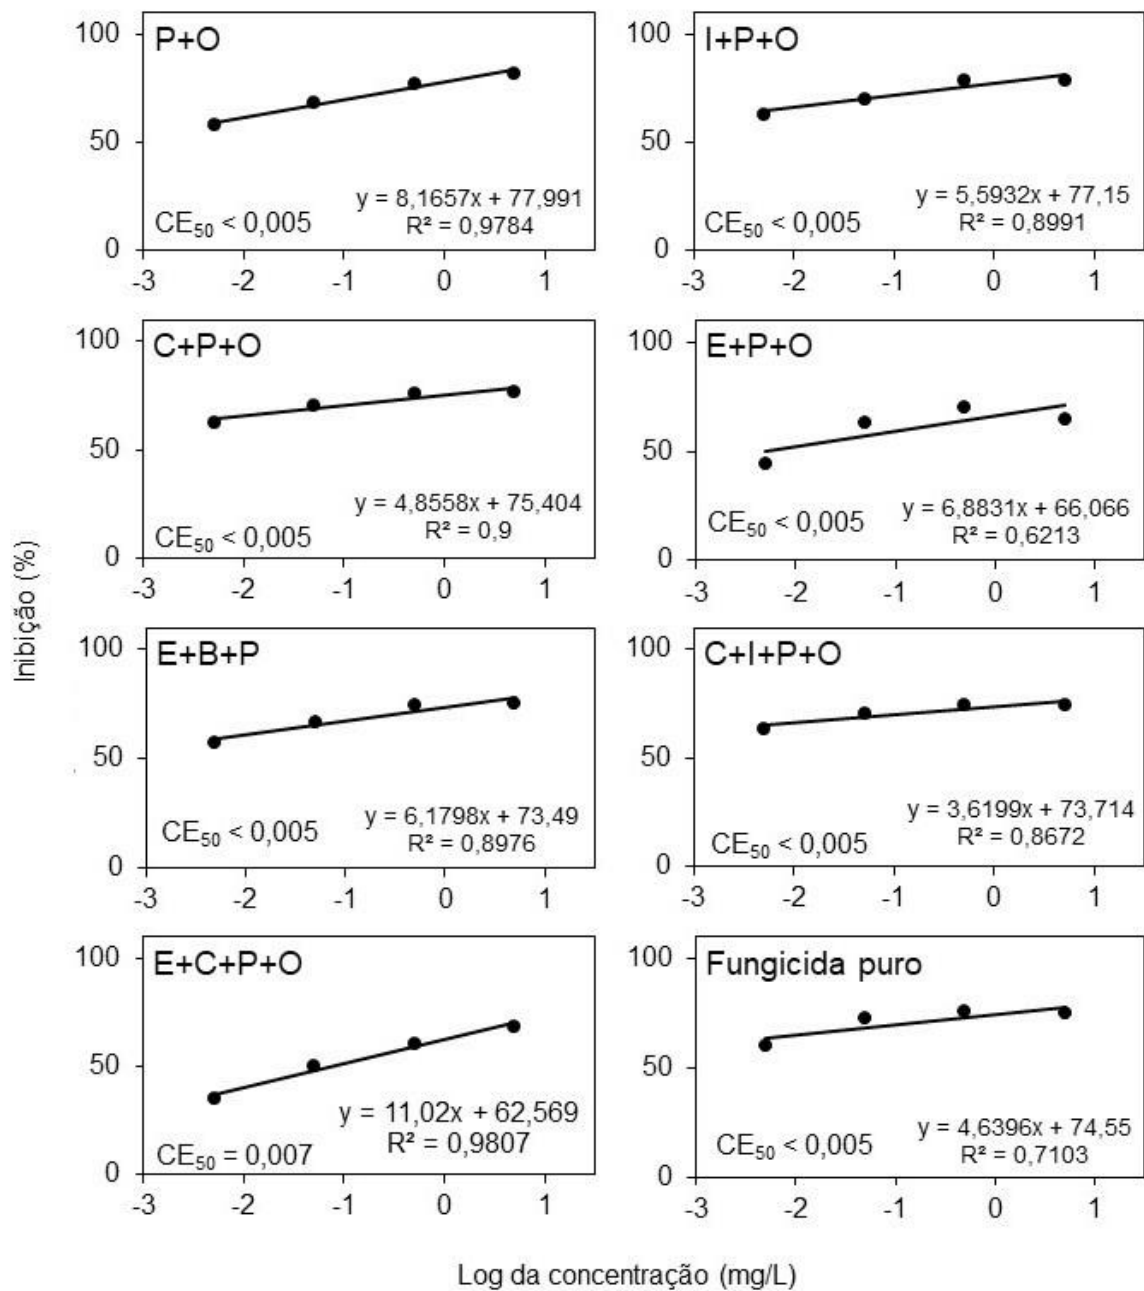 Inibição (%)
P+O
100
50
0
y = 8,1657x + 77,991
R² = 0,9784
CE₅₀ < 0,005
-3 -2 -1 0 1
I+P+O
100
50
0
y = 5,5932x + 77,15
R² = 0,8991
CE₅₀ < 0,005
-3 -2 -1 0 1
C+P+O
100
50
0
y = 4,8558x + 75,404
R² = 0,9
CE₅₀ < 0,005
-3 -2 -1 0 1
E+P+O
100
50
0
y = 6,8831x + 66,066
R² = 0,6213
CE₅₀ < 0,005
-3 -2 -1 0 1
E+B+P
100
50
0
y = 6,1798x + 73,49
R² = 0,8976
CE₅₀ < 0,005
-3 -2 -1 0 1
C+I+P+O
100
50
0
y = 3,6199x + 73,714
R² = 0,8672
CE₅₀ < 0,005
-3 -2 -1 0 1
E+C+P+O
100
50
0
y = 11,02x + 62,569
R² = 0,9807
CE₅₀ = 0,007
-3 -2 -1 0 1
Fungicida puro
100
50
0
y = 4,6396x + 74,55
R² = 0,7103
CE₅₀ < 0,005
-3 -2 -1 0 1
Log da concentração (mg/L)